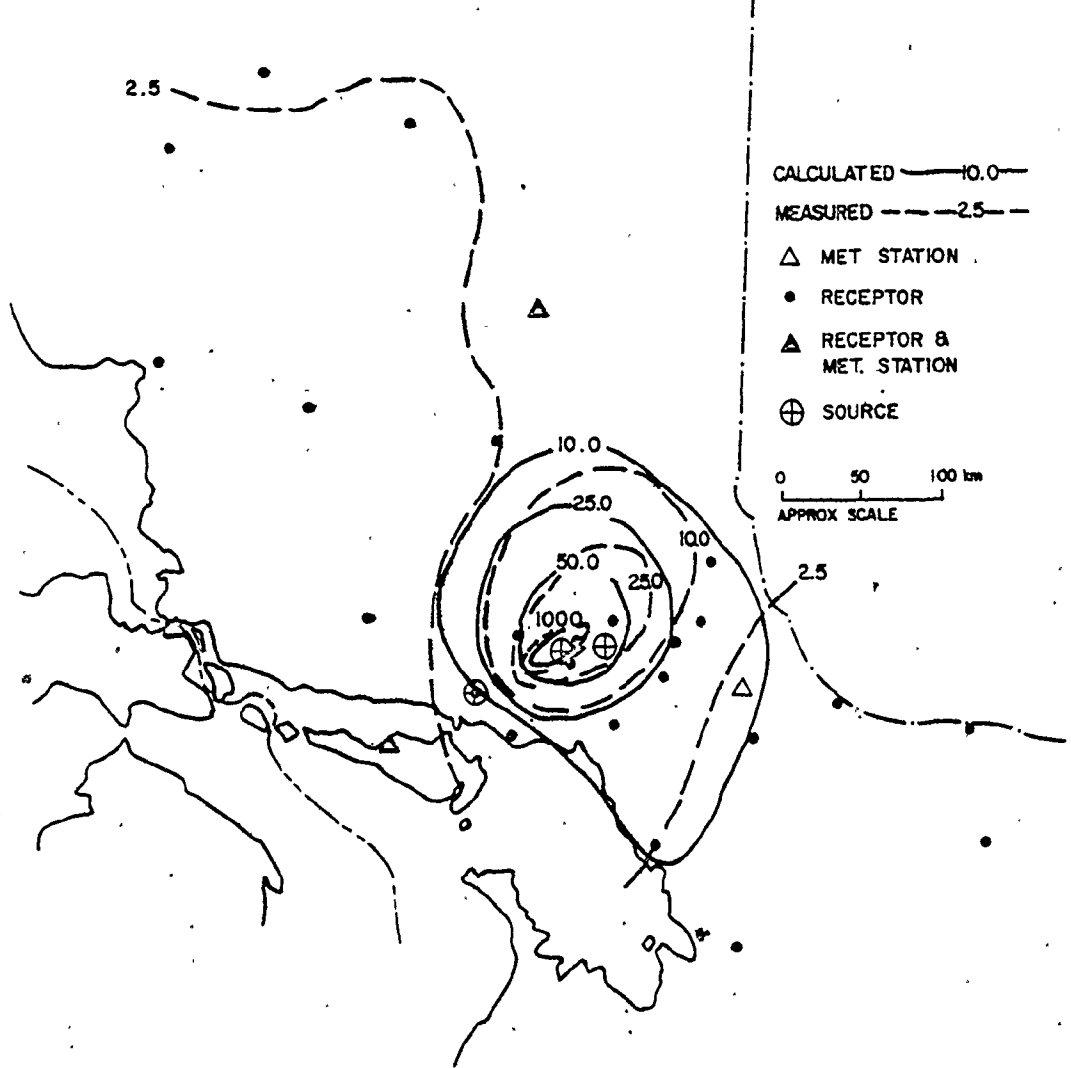 2.5
CALCULATED 10.0
MEASURED 2.5
MET STATION
RECEPTOR
RECEPTOR &
MET. STATION
SOURCE
0 50 100 km
APPROX SCALE
10.0
25.0
10.0
50.0
25.0
2.5
100.0